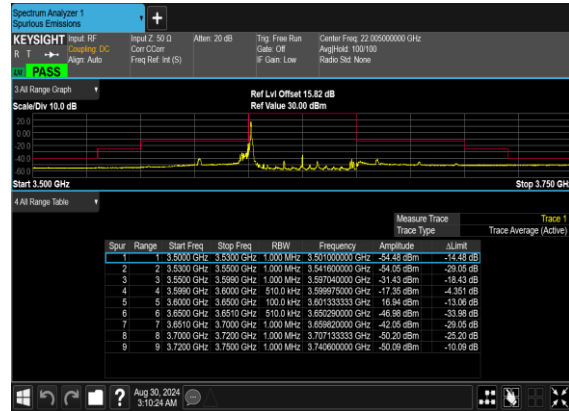 Spectrum Analyzer 1
Spurious Emissions
KEYSIGHT Input: RF Input Z: 50 Ω Atten: 20 dB Trig: Free Run Center Freq: 22.005000000 GHz
R T Coupling: DC Corr CCorr Gate: Off Avg|Hold: 100/100
Align: Auto Freq Ref: Int (S) IF Gain: Low Radio Std: None
PASS
3 All Range Graph Ref Lvl Offset 15.82 dB
Scale/Div 10.0 dB Ref Value 30.00 dBm
20.0
0.00
-20.0
-40.0
-60.0
Start 3.500 GHz Stop 3.750 GHz
4 All Range Table
Measure Trace Trace 1
Trace Type Trace Average (Active)
Spur Range Start Freq Stop Freq RBW Frequency Amplitude ΔLimit
1 1 3.5000 GHz 3.5300 GHz 1.000 MHz 3.501000000 GHz -54.48 dBm -14.48 dB
2 2 3.5300 GHz 3.5500 GHz 1.000 MHz 3.541600000 GHz -54.05 dBm -29.05 dB
3 3 3.5500 GHz 3.5990 GHz 1.000 MHz 3.597040000 GHz -31.43 dBm -18.43 dB
4 4 3.5990 GHz 3.6000 GHz 510.0 kHz 3.599975000 GHz -17.35 dBm -4.351 dB
5 5 3.6000 GHz 3.6500 GHz 100.0 kHz 3.601333333 GHz 16.94 dBm -13.06 dB
6 6 3.6500 GHz 3.6510 GHz 510.0 kHz 3.650290000 GHz -46.98 dBm -33.98 dB
7 7 3.6510 GHz 3.7000 GHz 1.000 MHz 3.659820000 GHz -42.05 dBm -29.05 dB
8 8 3.7000 GHz 3.7200 GHz 1.000 MHz 3.707133333 GHz -50.20 dBm -25.20 dB
9 9 3.7200 GHz 3.7500 GHz 1.000 MHz 3.740600000 GHz -50.09 dBm -10.09 dB
Aug 30, 2024
3:10:24 AM